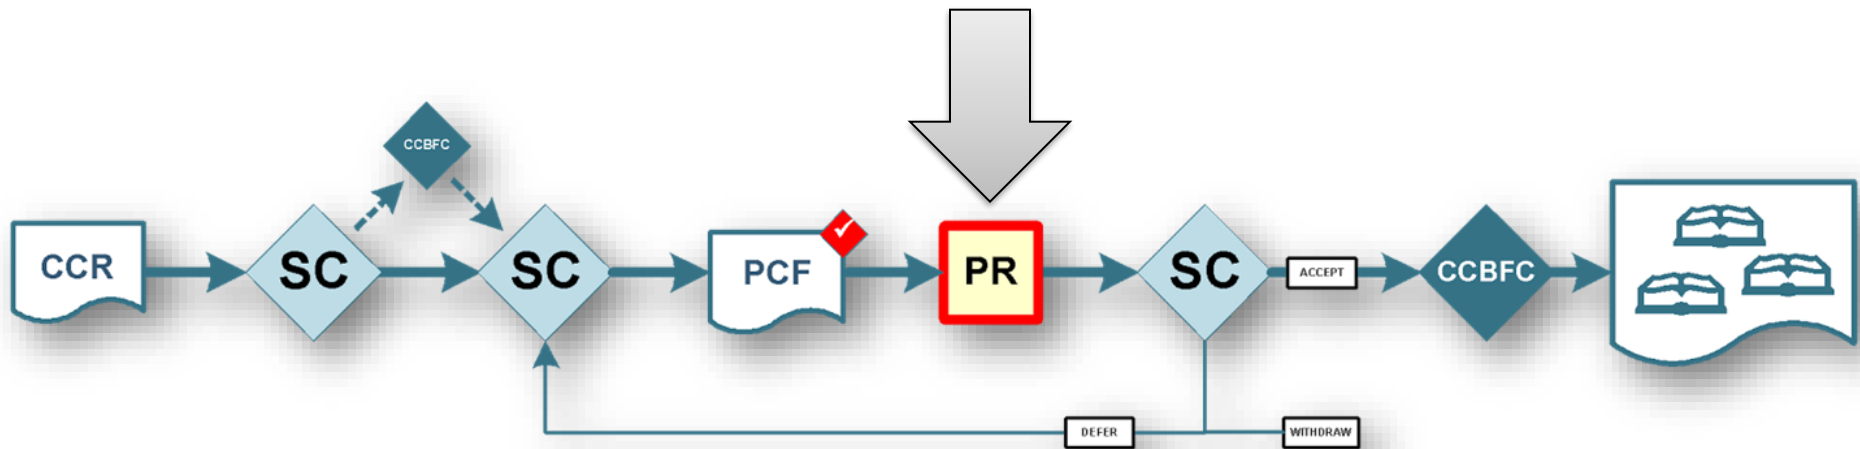 CCBFC
CCR
SC
SC
PCF
PR
SC
ACCEPT
CCBFC
DEFER
WITHDRAW